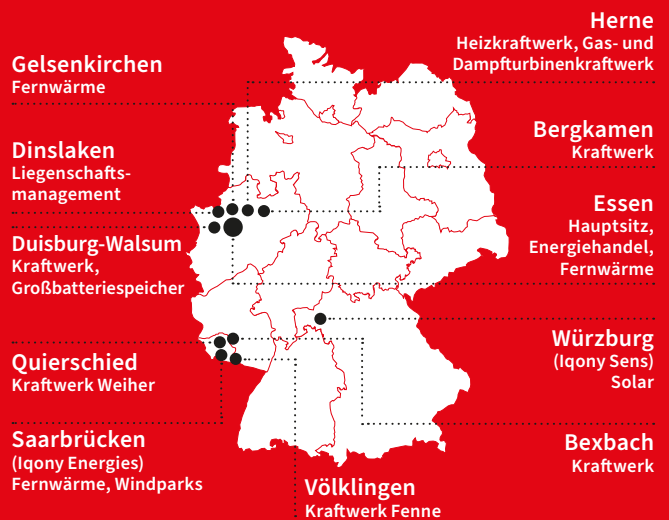 Gelsenkirchen
Fernwärme
Dinslaken
Liegenschafts-
management
Duisburg-Walsum
Kraftwerk,
Großbatteriespeicher
Quierschied
Kraftwerk Weiher
Saarbrücken
(Iqony Energies)
Fernwärme, Windparks
Völklingen
Kraftwerk Fenne
Herne
Heizkraftwerk, Gas- und
Dampfturbinenkraftwerk
Bergkamen
Kraftwerk
Essen
Hauptsitz,
Energiehandel,
Fernwärme
Würzburg
(Iqony Sens)
Solar
Bexbach
Kraftwerk